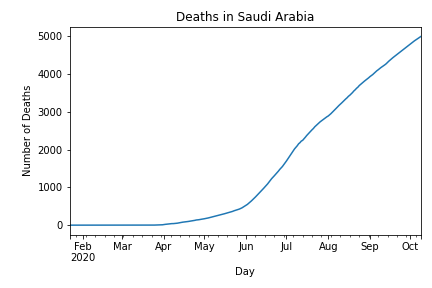 Deaths in Saudi Arabia
Number of Deaths
5000
4000
3000
2000
1000
0
Feb Mar Apr May Jun Jul Aug Sep Oct
2020
Day